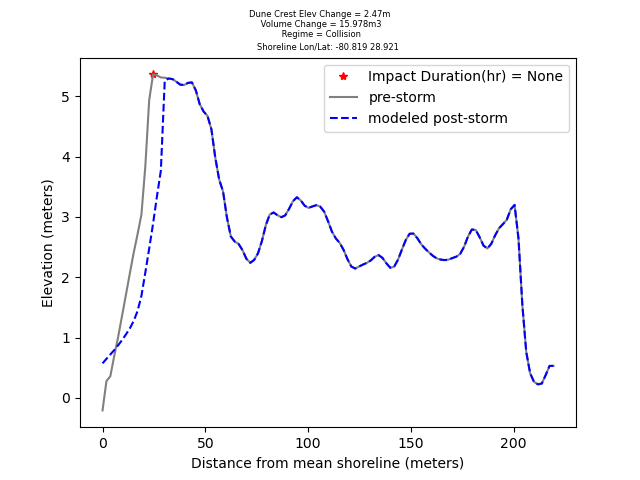 Dune Crest Elev Change = 2.47m
Volume Change = 15.978m3
Regime = Collision
Shoreline Lon/Lat: -80.819 28.921
Impact Duration(hr) = None
pre-storm
modeled post-storm
Elevation (meters)
5
4
3
2
1
0
0 50 100 150 200
Distance from mean shoreline (meters)